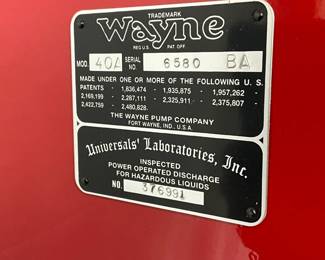 TRADEMARK
Wayne
REG. U.S. PAT. OFF.
MOD. 40A SERIAL NO. 6580 BA
MADE UNDER ONE OR MORE OF THE FOLLOWING U. S.
PATENTS - 1,836,474 - 1,935,875 - 1,957,262
2,169,199 - 2,287,111 - 2,325,911 - 2,375,807
2,422,759 - 2,480,828.
THE WAYNE PUMP COMPANY
FORT WAYNE, IND., U.S.A.
Universals' Laboratories, Inc.
INSPECTED
POWER OPERATED DISCHARGE
FOR HAZARDOUS LIQUIDS
NO. 376991